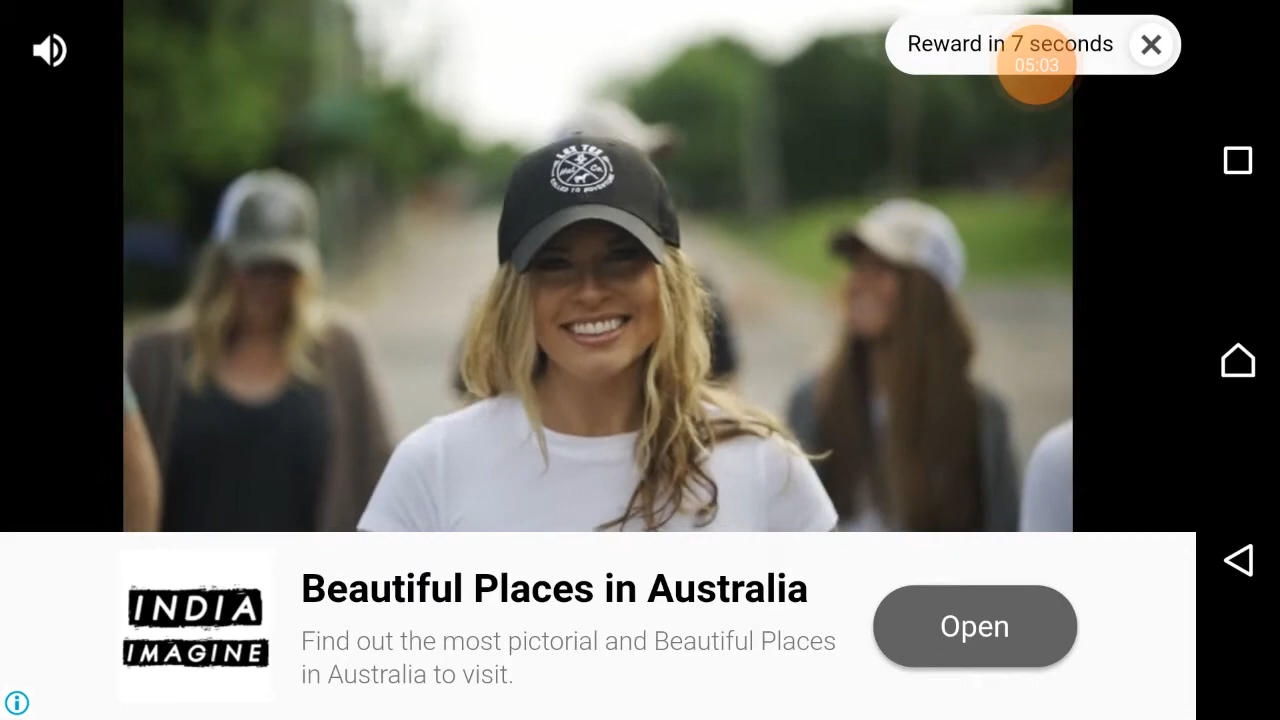 Reward in 7 seconds
05:03
INDIA
IMAGINE
Beautiful Places in Australia
Find out the most pictorial and Beautiful Places
in Australia to visit.
Open